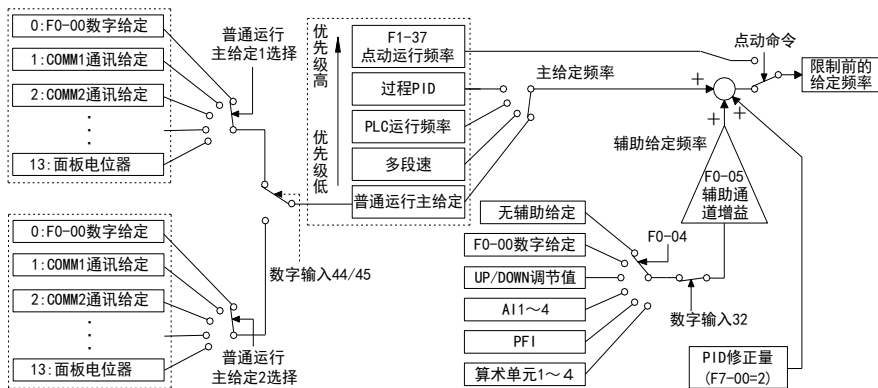 0:F0-00数字给定
1:COMM1通讯给定
2:COMM2通讯给定
13:面板电位器
普通运行
主给定1选择
0:F0-00数字给定
1:COMM1通讯给定
2:COMM2通讯给定
13:面板电位器
普通运行
主给定2选择
数字输入44/45
优先级高
优先级低
F1-37
点动运行频率
过程PID
PLC运行频率
多段速
普通运行主给定
主给定频率
点动命令
限制前的
给定频率
+
+
+
辅助给定频率
F0-05
辅助通
道增益
无辅助给定
F0-00数字给定
UP/DOWN调节值
AI1～4
PFI
算术单元1～4
F0-04
数字输入32
PID修正量
(F7-00=2)